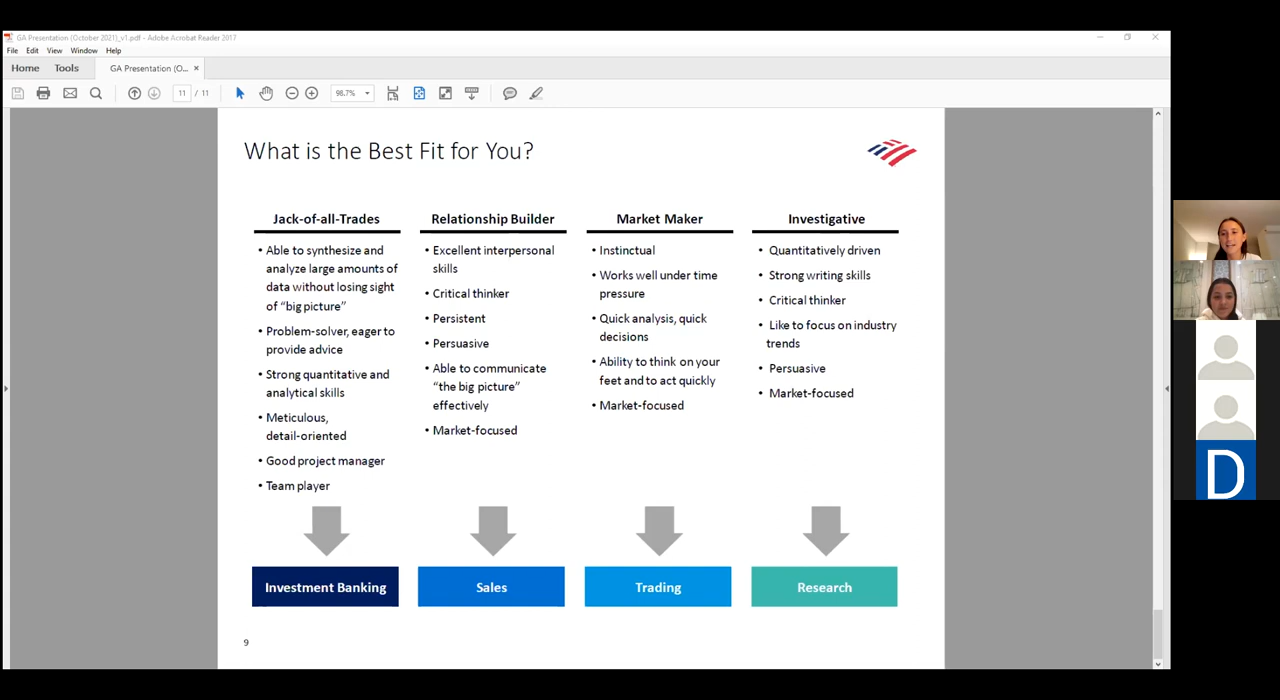 GA Presentation (October 2021)_v1.pdf - Adobe Acrobat Reader 2017
File Edit View Window Help
Home Tools GA Presentation (O... ×
11 / 11 98.7%
What is the Best Fit for You?
Jack-of-all-Trades
• Able to synthesize and
analyze large amounts of
data without losing sight
of “big picture”
• Problem-solver, eager to
provide advice
• Strong quantitative and
analytical skills
• Meticulous,
detail-oriented
• Good project manager
• Team player
Investment Banking
Relationship Builder
• Excellent interpersonal
skills
• Critical thinker
• Persistent
• Persuasive
• Able to communicate
“the big picture”
effectively
• Market-focused
Sales
Market Maker
• Instinctual
• Works well under time
pressure
• Quick analysis, quick
decisions
• Ability to think on your
feet and to act quickly
• Market-focused
Trading
Investigative
• Quantitatively driven
• Strong writing skills
• Critical thinker
• Like to focus on industry
trends
• Persuasive
• Market-focused
Research
9
D